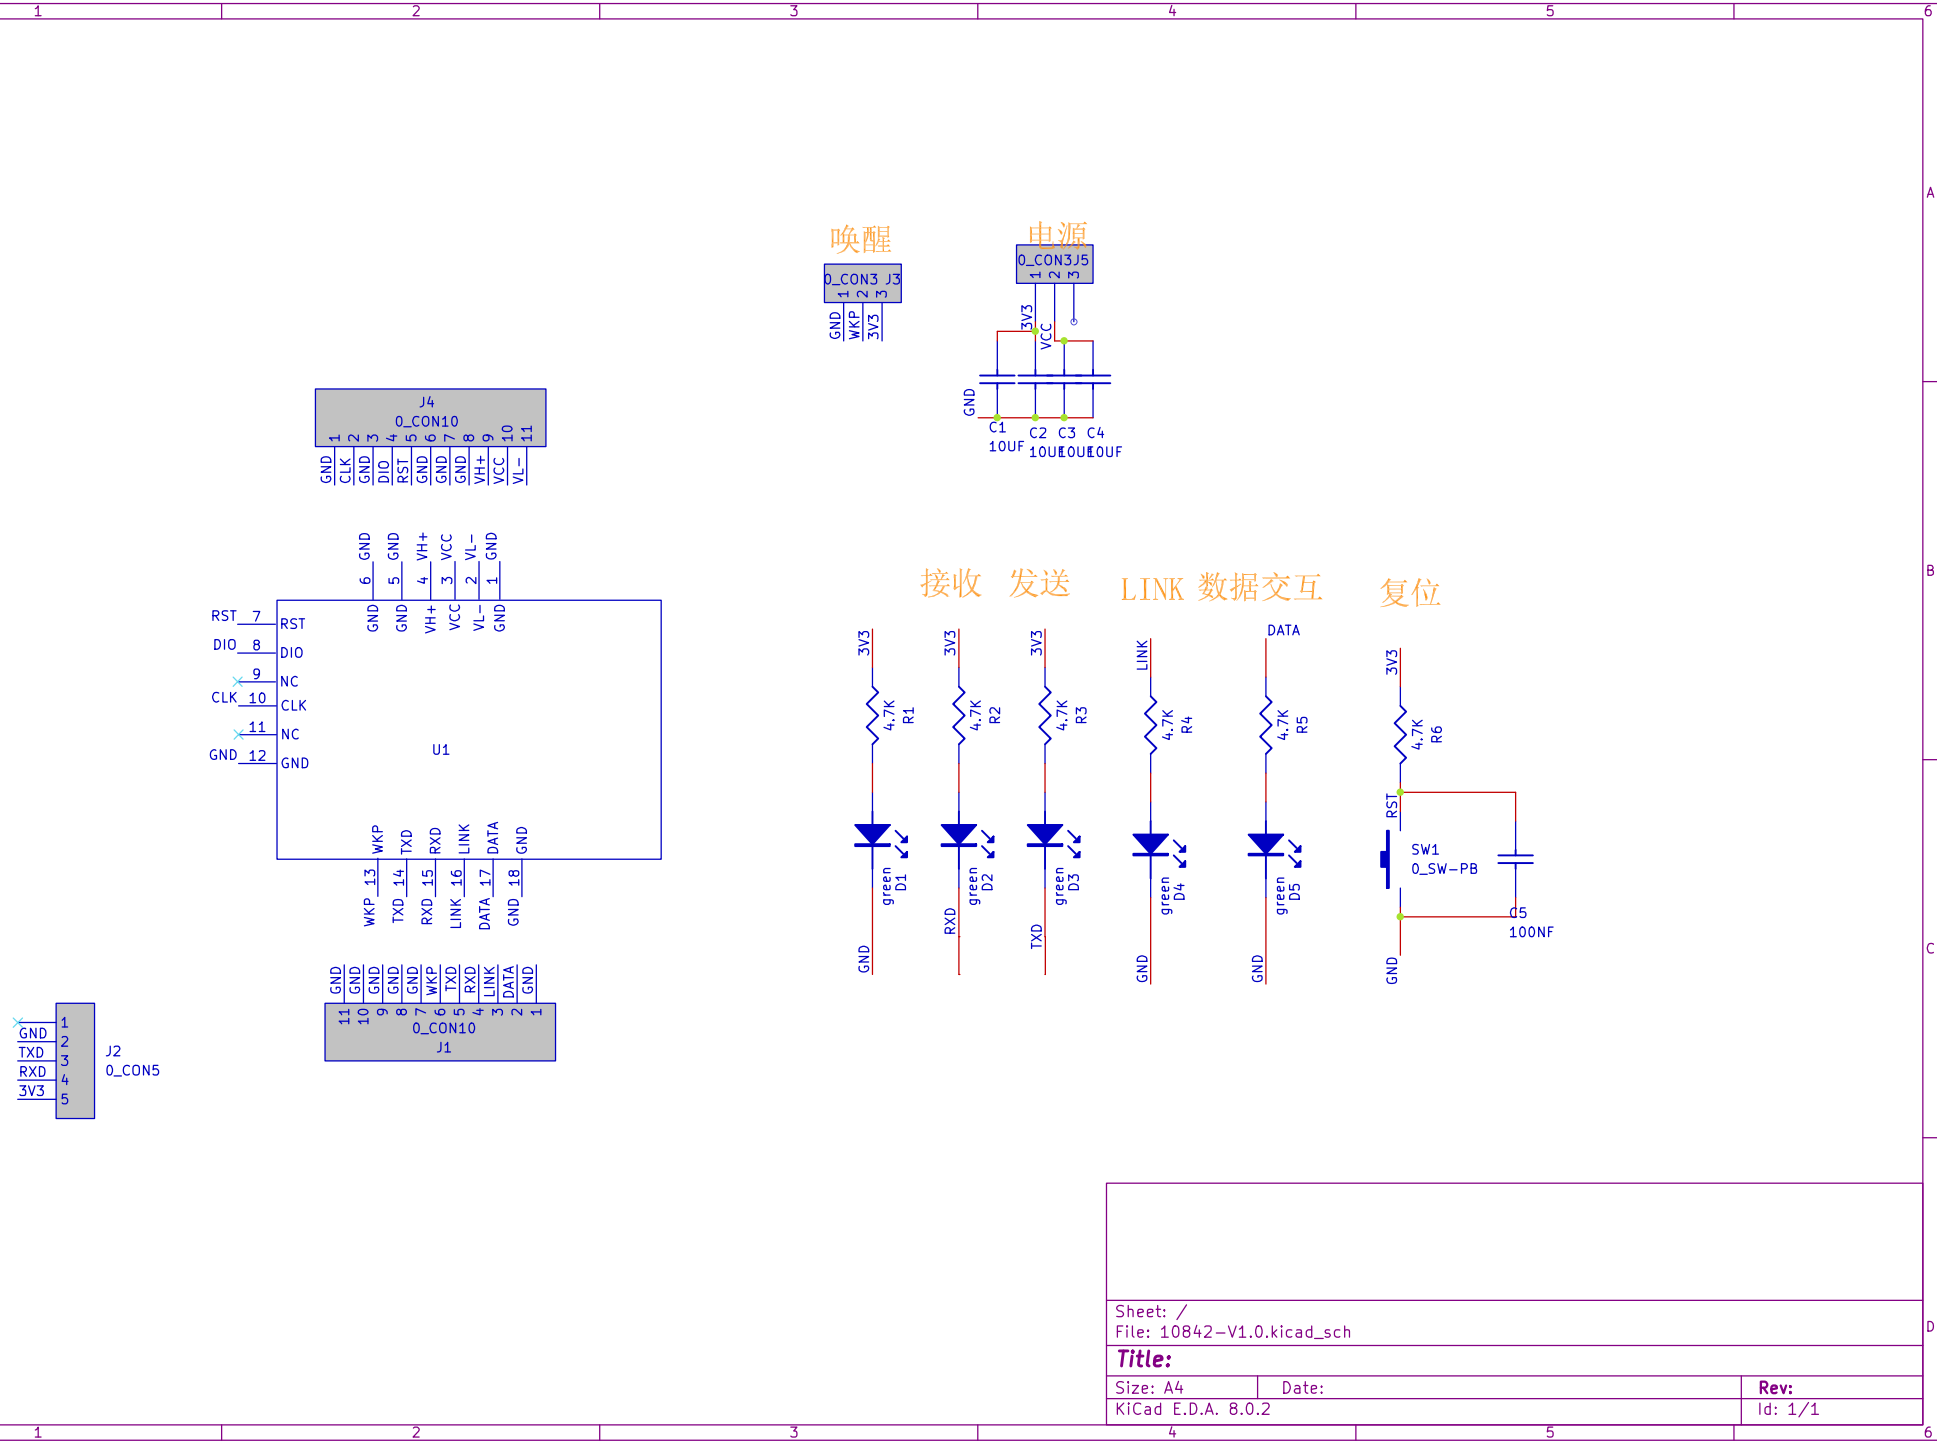 1 2 3 4 5 6
A
唤醒 电源
0_CON3 J3
1 2 3
GND WKP 3V3
0_CON3J5
1 2 3
3V3 VCC
GND
C1
10UF
C2 C3 C4
10UF 10UF 10UF
J4
0_CON10
1 2 3 4 5 6 7 8 9 10 11
GND CLK GND DIO RST GND GND GND VH+ VCC VL-
GND GND VH+ VCC VL- GND
6 5 4 3 2 1
GND GND VH+ VCC VL- GND
RST 7 RST
DIO 8 DIO
9 NC
CLK 10 CLK
11 NC
GND 12 GND
U1
WKP TXD RXD LINK DATA GND
13 14 15 16 17 18
WKP TXD RXD LINK DATA GND
GND GND GND GND GND WKP TXD RXD LINK DATA GND
11 10 9 8 7 6 5 4 3 2 1
0_CON10
J1
1
GND 2
TXD 3
RXD 4
3V3 5
J2
0_CON5
B
接收 发送 LINK 数据交互 复位
3V3 3V3 3V3 LINK DATA 3V3
4.7K R1
4.7K R2
4.7K R3
4.7K R4
4.7K R5
4.7K R6
green D1
green D2
green D3
green D4
green D5
GND RXD TXD GND GND
RST
SW1
0_SW-PB
C5
100NF
GND
C
D
Sheet: /
File: 10842-V1.0.kicad_sch
Title:
Size: A4 Date: Rev:
KiCad E.D.A. 8.0.2 Id: 1/1
1 2 3 4 5 6